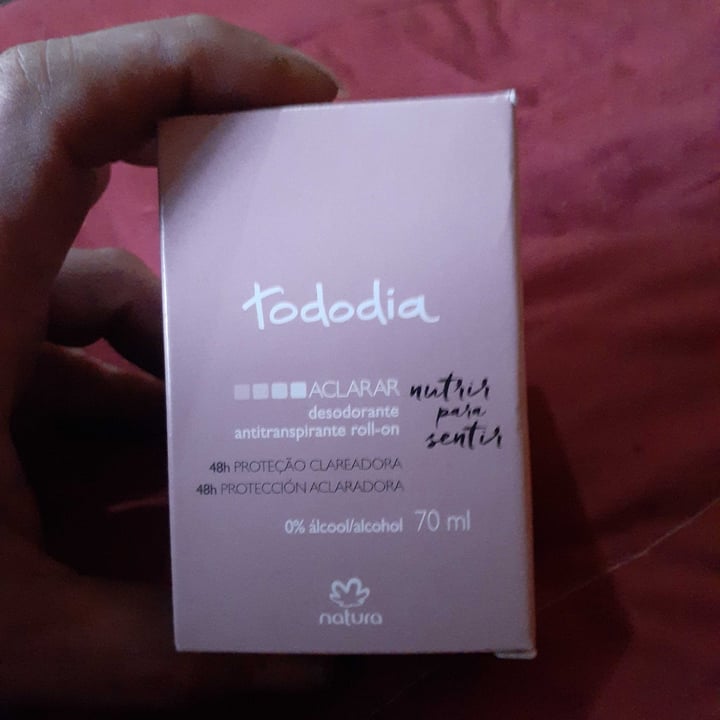 tododia
ACLARAR
desodorante
antitranspirante roll-on
nutrir
para
sentir
48h PROTEÇÃO CLAREADORA
48h PROTECCIÓN ACLARADORA
0% álcool/alcohol 70 ml
natura